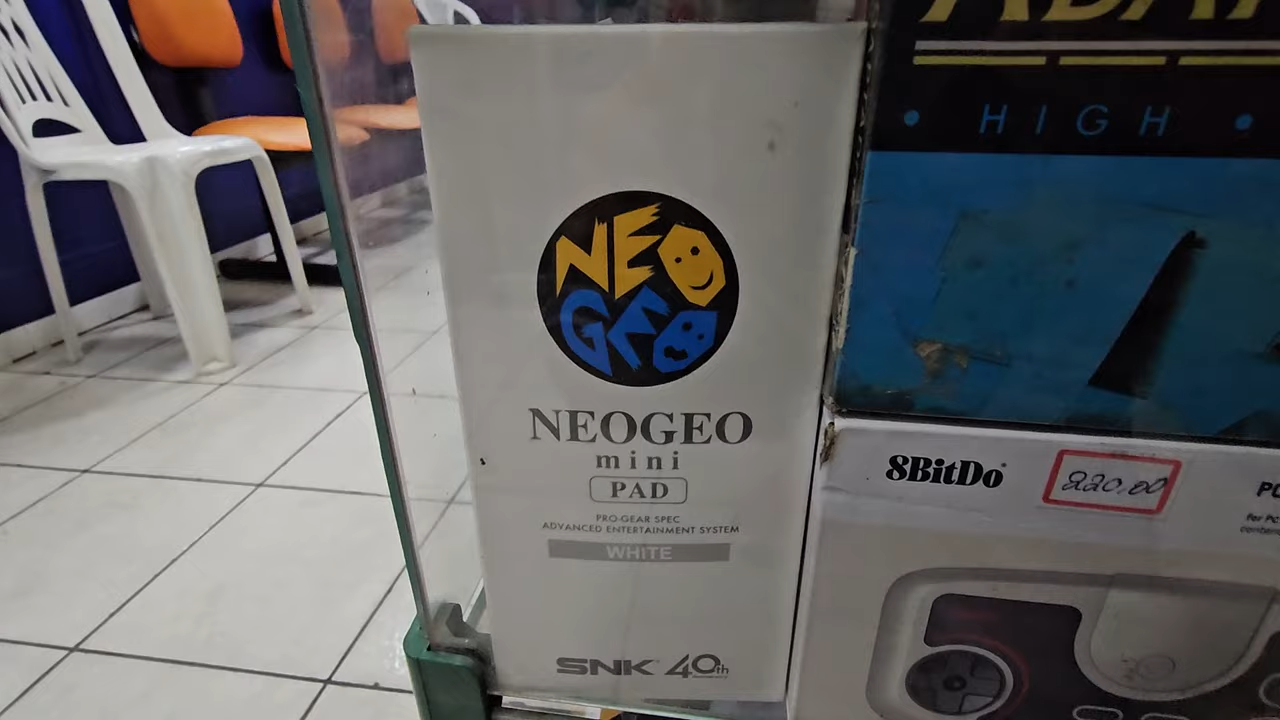 NEO
GEO
NEOGEO
mini
PAD
PRO-GEAR SPEC
ADVANCED ENTERTAINMENT SYSTEM
WHITE
SNK 40th
• HIGH •
8BitDo
220,00